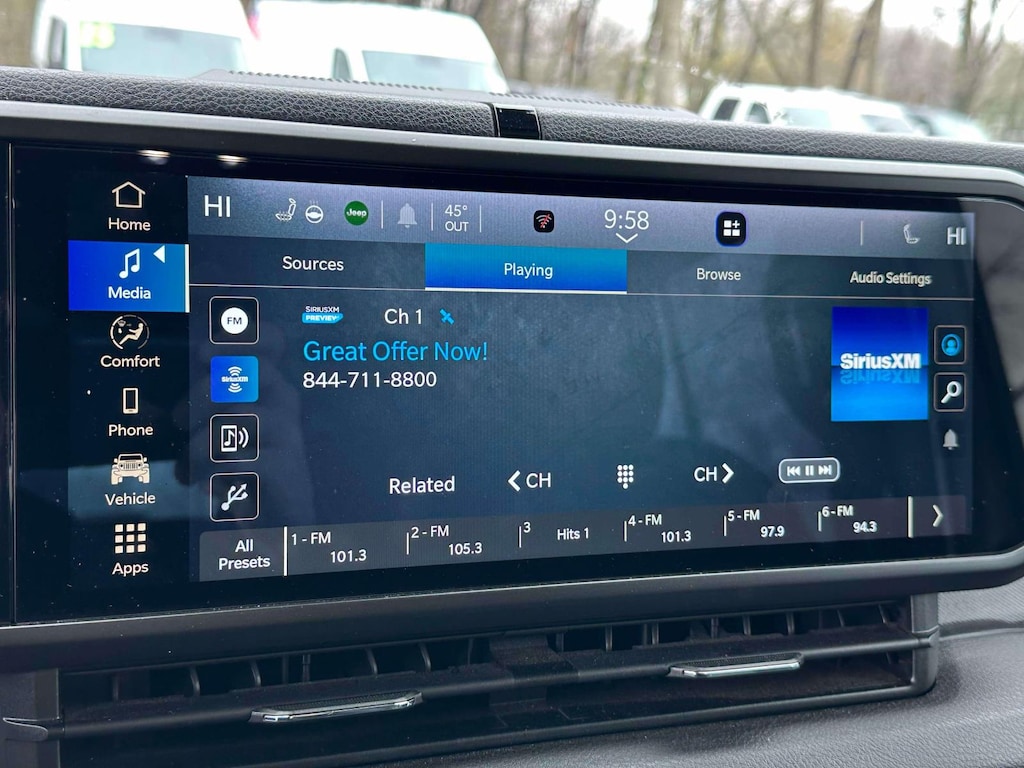 HI
Jeep
45°
OUT
9:58
HI
Home
Media
Comfort
Phone
Vehicle
Apps
Sources
Playing
Browse
Audio Settings
FM
SiriusXM
SIRIUSXM
PREVIEW
Ch 1
Great Offer Now!
844-711-8800
SiriusXM
Related
CH
CH
All
Presets
1 - FM
101.3
2 - FM
105.3
3
Hits 1
4 - FM
101.3
5 - FM
97.9
6 - FM
94.3